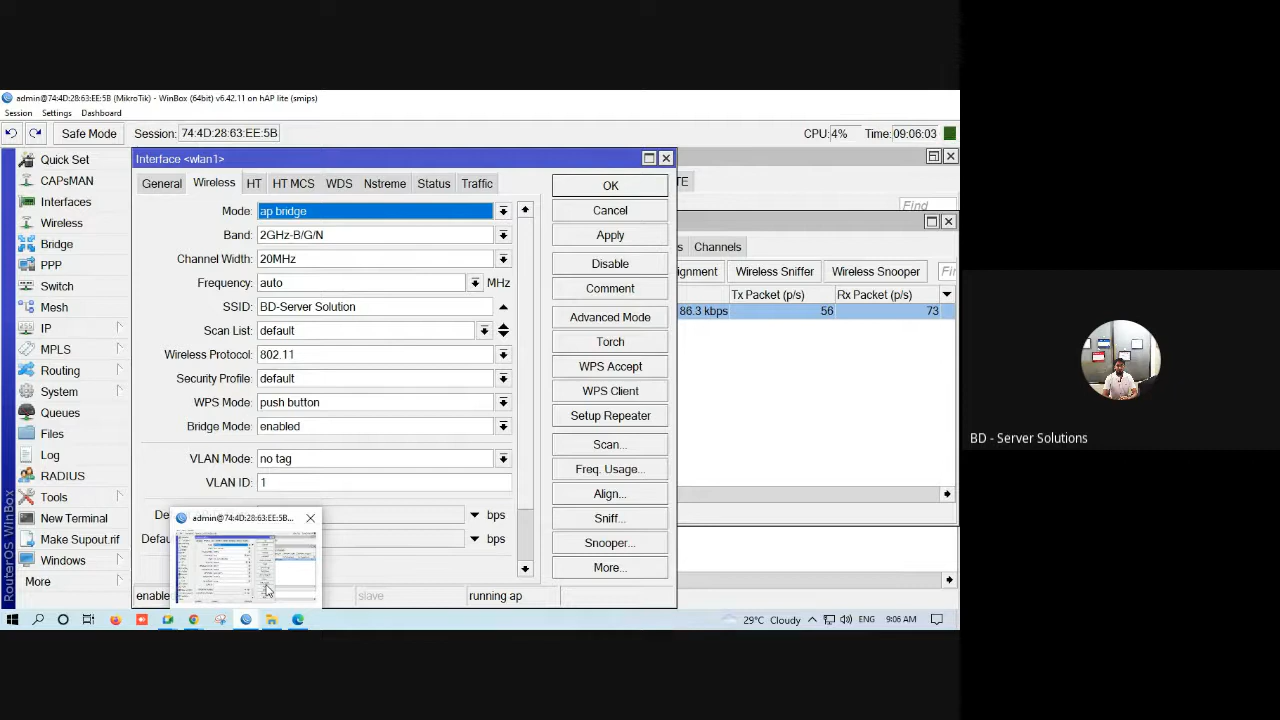 admin@74:4D:28:63:EE:5B (MikroTik) - WinBox (64bit) v6.42.11 on hAP lite (smips)
Session Settings Dashboard
Safe Mode Session: 74:4D:28:63:EE:5B CPU: 4% Time: 09:06:03
Quick Set
CAPsMAN
Interfaces
Wireless
Bridge
PPP
Switch
Mesh
IP
MPLS
Routing
System
Queues
Files
Log
RADIUS
Tools
New Terminal
Make Supout.rif
Windows
More
RouterOS WinBox
Interface <wlan1>
General Wireless HT HT MCS WDS Nstreme Status Traffic
Mode: ap bridge
Band: 2GHz-B/G/N
Channel Width: 20MHz
Frequency: auto MHz
SSID: BD-Server Solution
Scan List: default
Wireless Protocol: 802.11
Security Profile: default
WPS Mode: push button
Bridge Mode: enabled
VLAN Mode: no tag
VLAN ID: 1
De bps
Defau bps
enable slave running ap
OK
Cancel
Apply
Disable
Comment
Advanced Mode
Torch
WPS Accept
WPS Client
Setup Repeater
Scan...
Freq. Usage...
Align...
Sniff...
Snooper...
More...
TE
Find
s Channels
ignment Wireless Sniffer Wireless Snooper Fin
Tx Packet (p/s) Rx Packet (p/s)
86.3 kbps 56 73
admin@74:4D:28:63:EE:5B...
29°C Cloudy ENG 9:06 AM
BD - Server Solutions